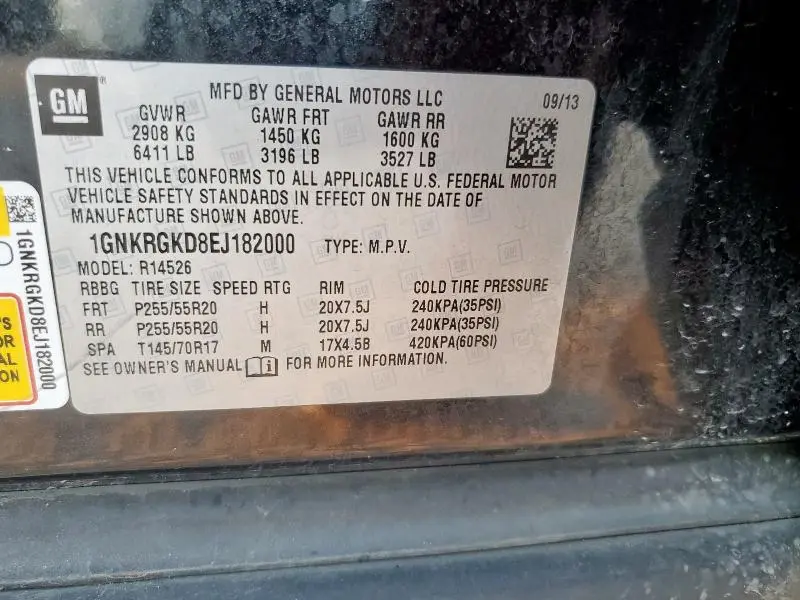 GM
MFD BY GENERAL MOTORS LLC 09/13
GVWR GAWR FRT GAWR RR
2908 KG 1450 KG 1600 KG
6411 LB 3196 LB 3527 LB
THIS VEHICLE CONFORMS TO ALL APPLICABLE U.S. FEDERAL MOTOR
VEHICLE SAFETY STANDARDS IN EFFECT ON THE DATE OF
MANUFACTURE SHOWN ABOVE.
1GNKRGKD8EJ182000 TYPE: M.P.V.
MODEL: R14526
RBBG TIRE SIZE SPEED RTG RIM COLD TIRE PRESSURE
FRT P255/55R20 H 20X7.5J 240KPA(35PSI)
RR P255/55R20 H 20X7.5J 240KPA(35PSI)
SPA T145/70R17 M 17X4.5B 420KPA(60PSI)
SEE OWNER'S MANUAL i FOR MORE INFORMATION.
1GNKRGKD8EJ182000
'S
OR
AL
ON